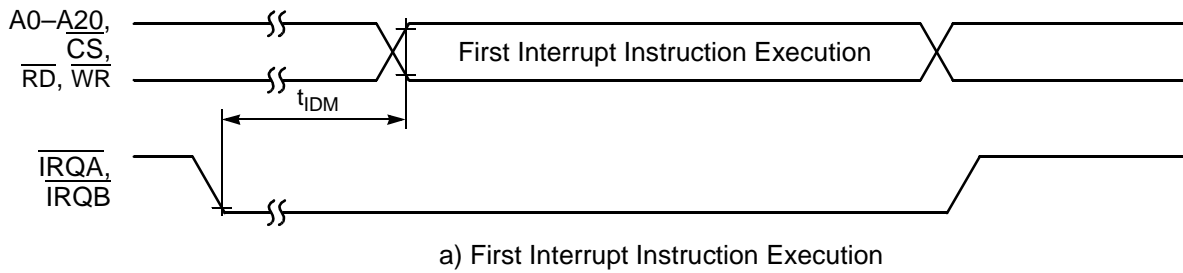 A0–A20,
CS,
RD, WR
First Interrupt Instruction Execution
tIDM
IRQA,
IRQB
a) First Interrupt Instruction Execution